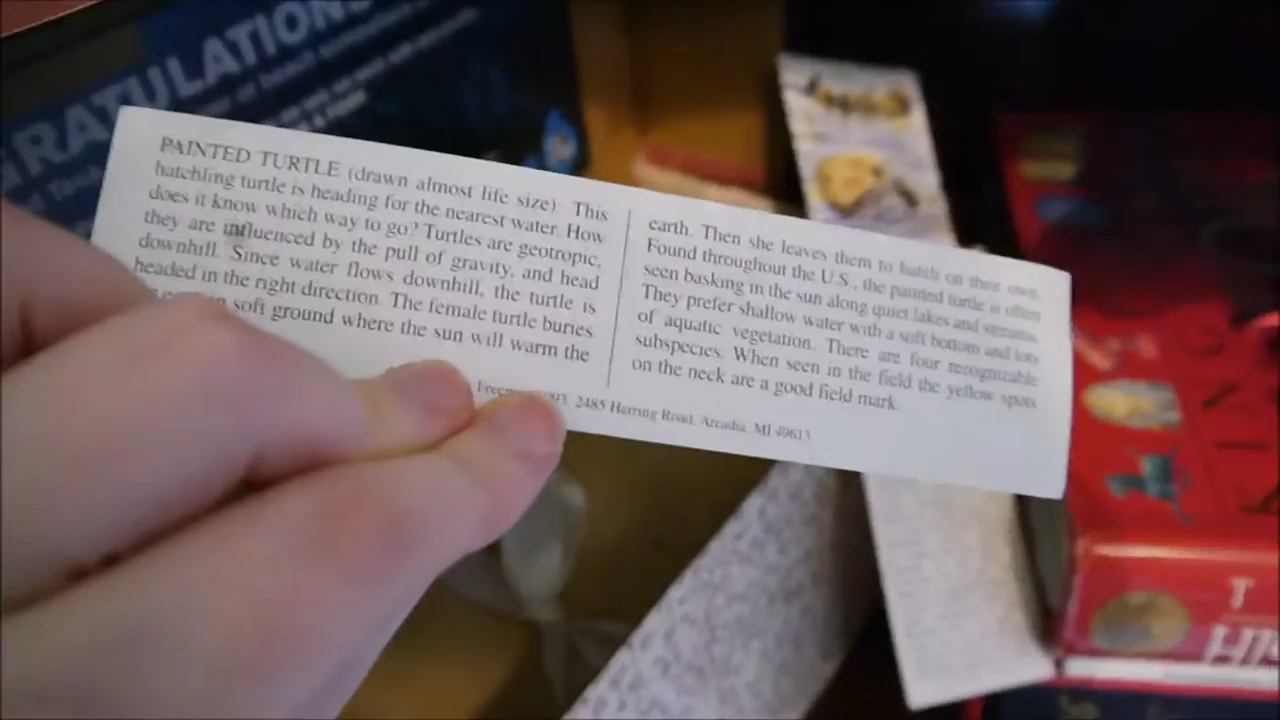 GRATULATIONS
PAINTED TURTLE (drawn almost life size): This
hatchling turtle is heading for the nearest water. How
does it know which way to go? Turtles are geotropic,
they are influenced by the pull of gravity, and head
downhill. Since water flows downhill, the turtle is
headed in the right direction. The female turtle buries
in soft ground where the sun will warm the
earth. Then she leaves them to hatch on their own.
Found throughout the U.S., the painted turtle is often
seen basking in the sun along quiet lakes and streams.
They prefer shallow water with a soft bottom and lots
of aquatic vegetation. There are four recognizable
subspecies. When seen in the field the yellow spots
on the neck are a good field mark.
2485 Herring Road, Arcadia, MI 49613
T